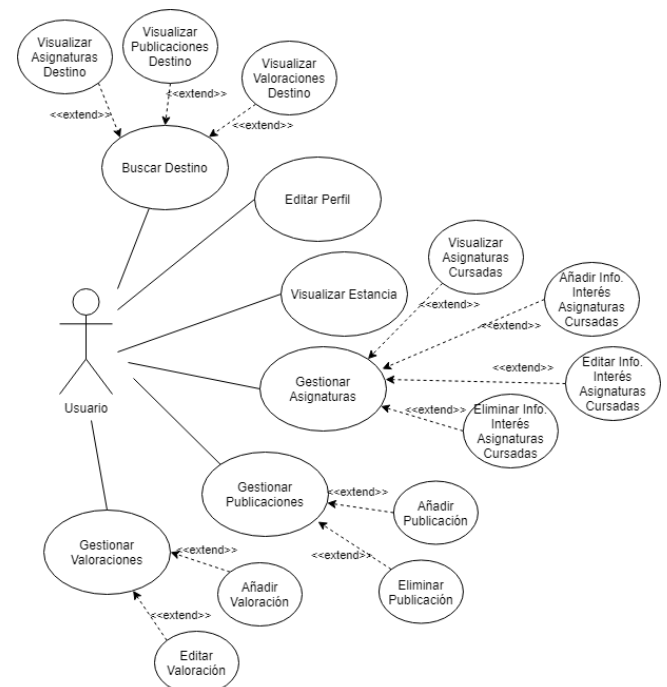 Visualizar
Asignaturas
Destino
Visualizar
Publicaciones
Destino
Visualizar
Valoraciones
Destino
<<extend>>
<<extend>>
<<extend>>
Buscar Destino
Editar Perfil
Visualizar Estancia
Visualizar
Asignaturas
Cursadas
Añadir Info.
Interés
Asignaturas
Cursadas
<<extend>>
<<extend>>
Editar Info.
Interés
Asignaturas
Cursadas
<<extend>>
Gestionar
Asignaturas
<<extend>>
Eliminar Info.
Interés
Asignaturas
Cursadas
Usuario
Gestionar
Publicaciones
<<extend>>
Añadir
Publicación
<<extend>>
Eliminar
Publicación
Gestionar
Valoraciones
<<extend>>
Añadir
Valoración
<<extend>>
Editar
Valoración